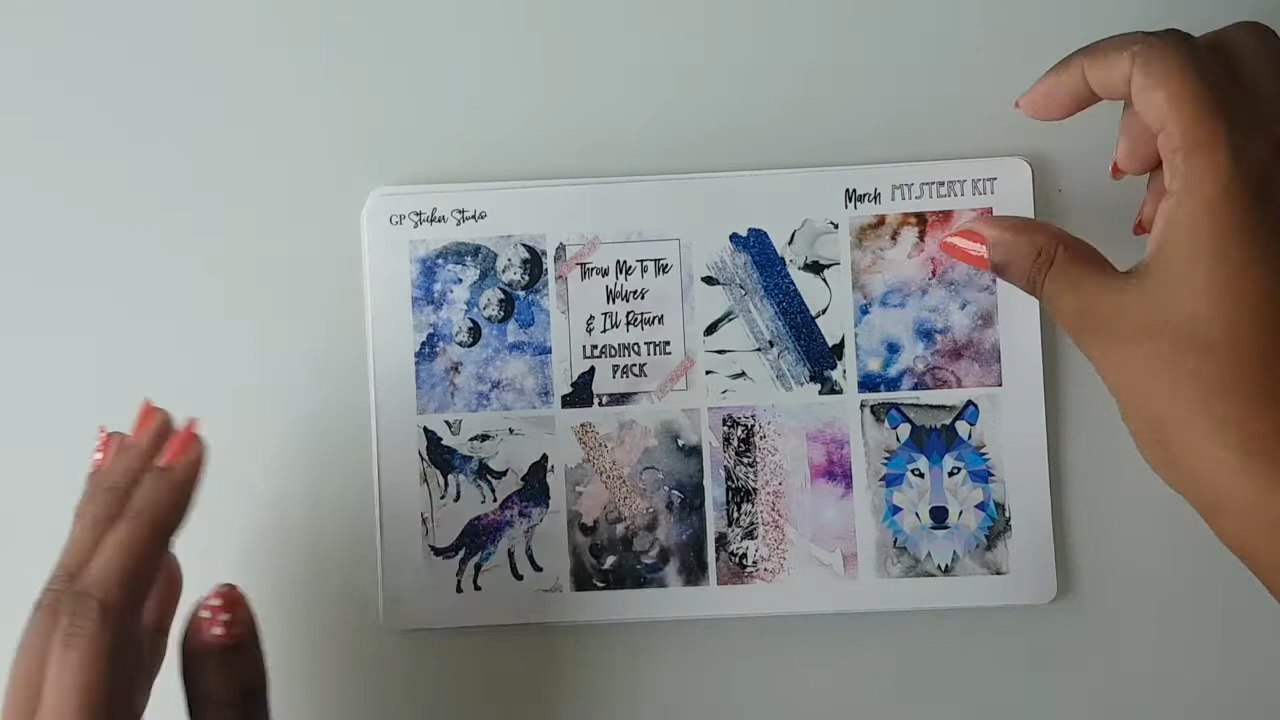 GP Sticker Studio
March MYSTERY KIT
Throw Me To The
Wolves
& I'll Return
LEADING THE
PACK